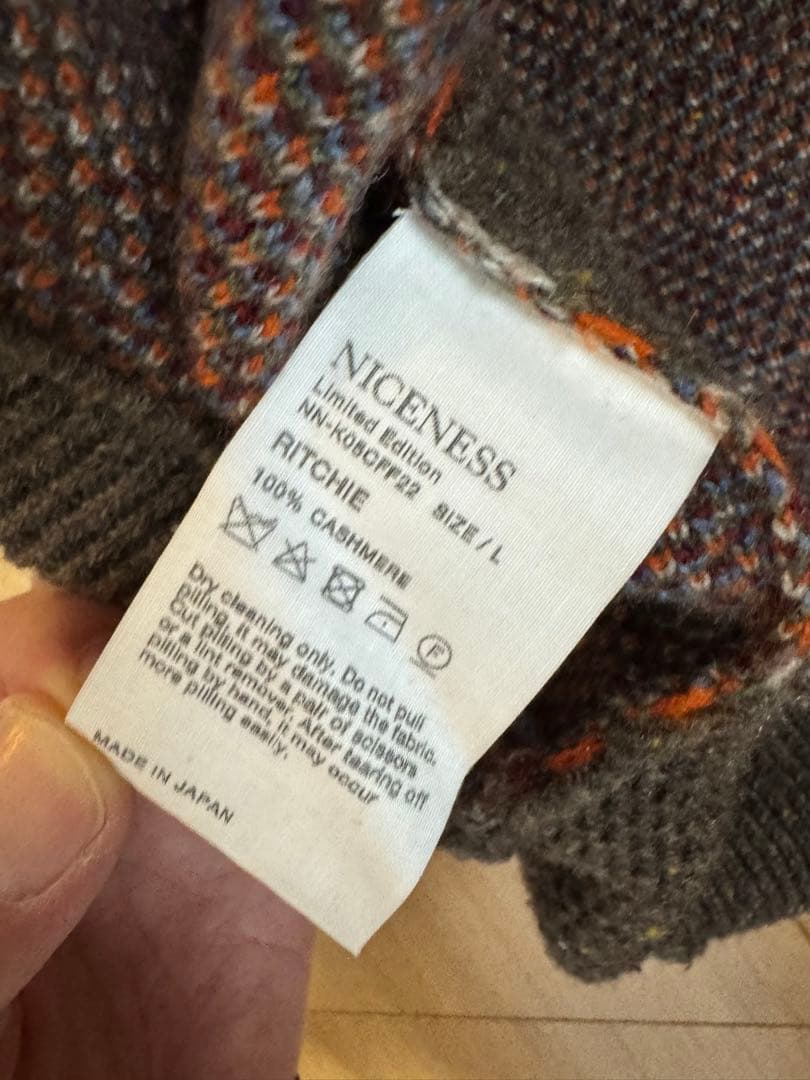 NICENESS
Limited Edition
NN-K05CPF22 SIZE / L
RITCHIE
100% CASHMERE
F
Dry cleaning only. Do not pull
pilling, it may damage the fabric.
Cut pilling by a pair of scissors
or a lint remover. After tearing off
pilling by hand, it may occur
more pilling easily.
MADE IN JAPAN